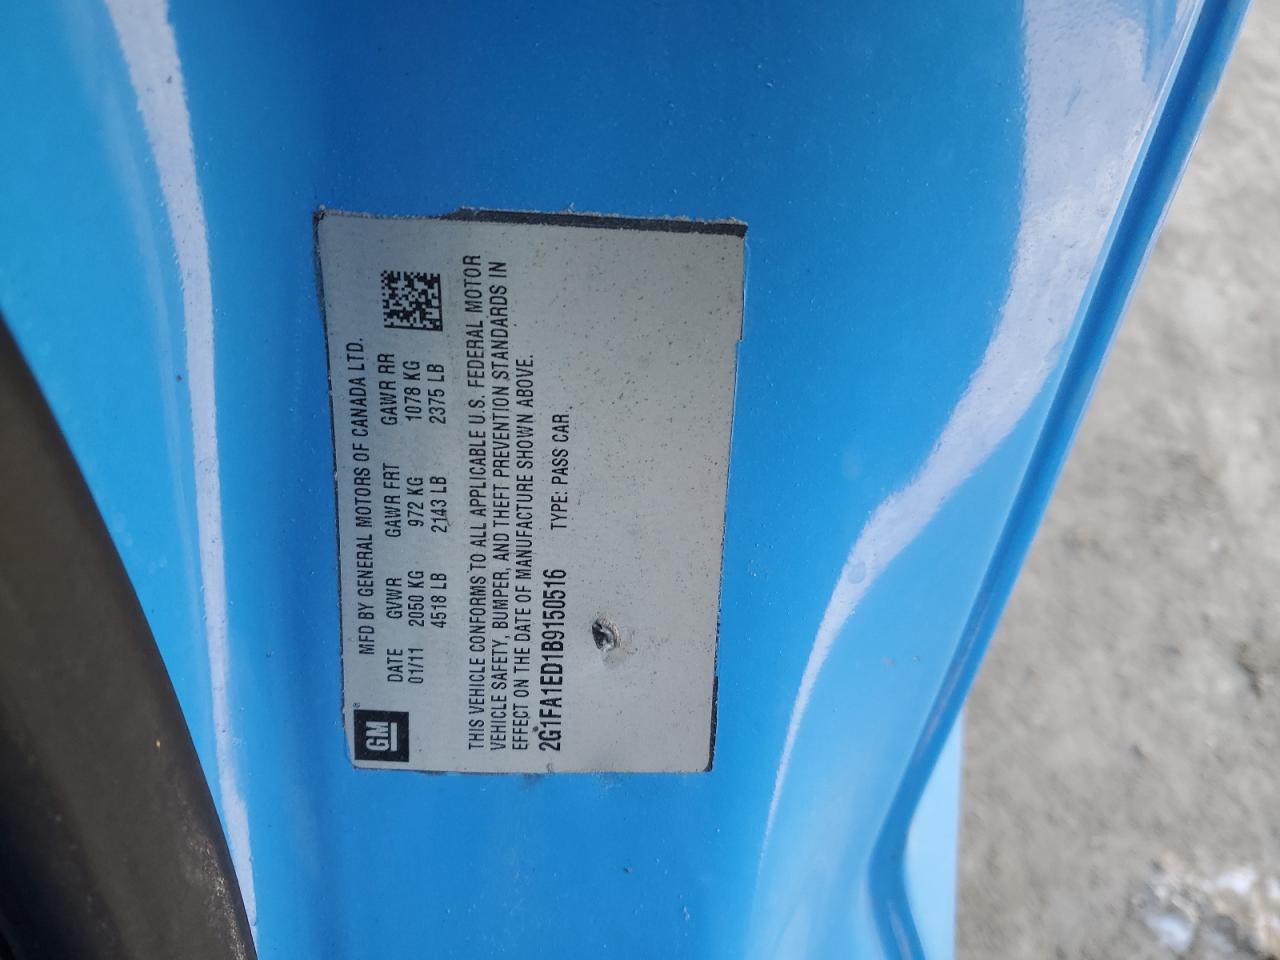 GM®
MFD BY GENERAL MOTORS OF CANADA LTD.
DATE GVWR GAWR FRT GAWR RR
01/11 2050 KG 972 KG 1078 KG
4518 LB 2143 LB 2375 LB
THIS VEHICLE CONFORMS TO ALL APPLICABLE U.S. FEDERAL MOTOR
VEHICLE SAFETY, BUMPER, AND THEFT PREVENTION STANDARDS IN
EFFECT ON THE DATE OF MANUFACTURE SHOWN ABOVE.
2G1FA1ED1B9150516 TYPE: PASS CAR